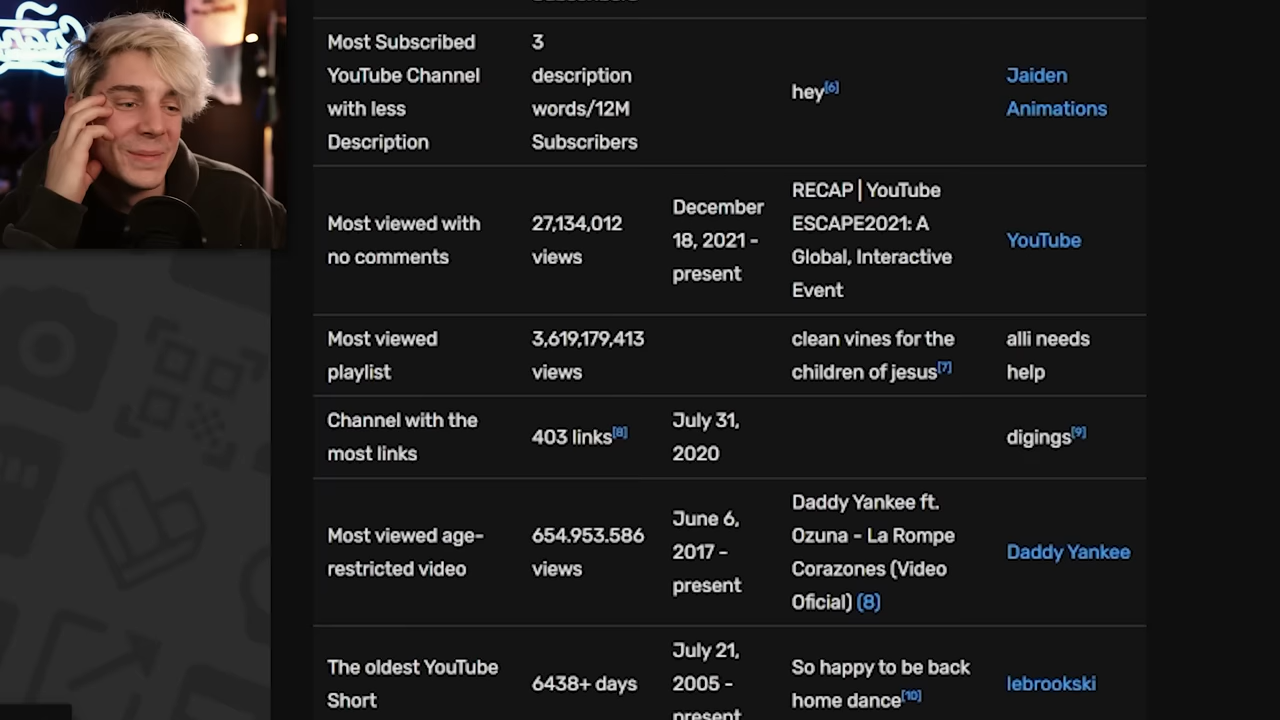 Most Subscribed
YouTube Channel
with less
Description
3
description
words/12M
Subscribers
hey[6]
Jaiden
Animations
Most viewed with
no comments
27,134,012
views
December
18, 2021 -
present
RECAP | YouTube
ESCAPE2021: A
Global, Interactive
Event
YouTube
Most viewed
playlist
3,619,179,413
views
clean vines for the
children of jesus[7]
alli needs
help
Channel with the
most links
403 links[8]
July 31,
2020
digings[9]
Most viewed age-
restricted video
654.953.586
views
June 6,
2017 -
present
Daddy Yankee ft.
Ozuna - La Rompe
Corazones (Video
Oficial) (8)
Daddy Yankee
The oldest YouTube
Short
6438+ days
July 21,
2005 -
present
So happy to be back
home dance[10]
lebrookski